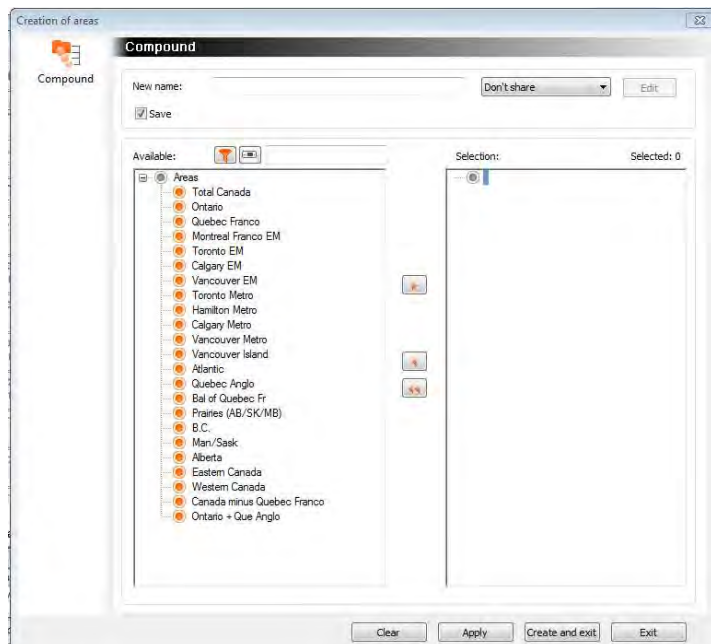 Creation of areas
Compound
Compound
New name:
Don't share
Edit
Save
Available:
Selection:
Selected: 0
Areas
Total Canada
Ontario
Quebec Franco
Montreal Franco EM
Toronto EM
Calgary EM
Vancouver EM
Toronto Metro
Hamilton Metro
Calgary Metro
Vancouver Metro
Vancouver Island
Atlantic
Quebec Anglo
Bal of Quebec Fr
Prairies (AB/SK/MB)
B.C.
Man/Sask
Alberta
Eastern Canada
Western Canada
Canada minus Quebec Franco
Ontario + Que Anglo
Clear
Apply
Create and exit
Exit